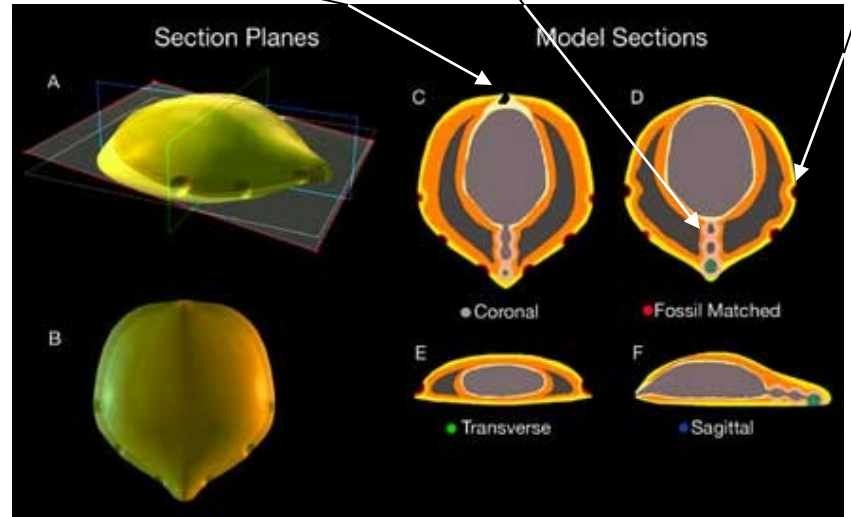 Section Planes
Model Sections
A
C
D
Coronal
Fossil Matched
B
E
F
Transverse
Sagittal